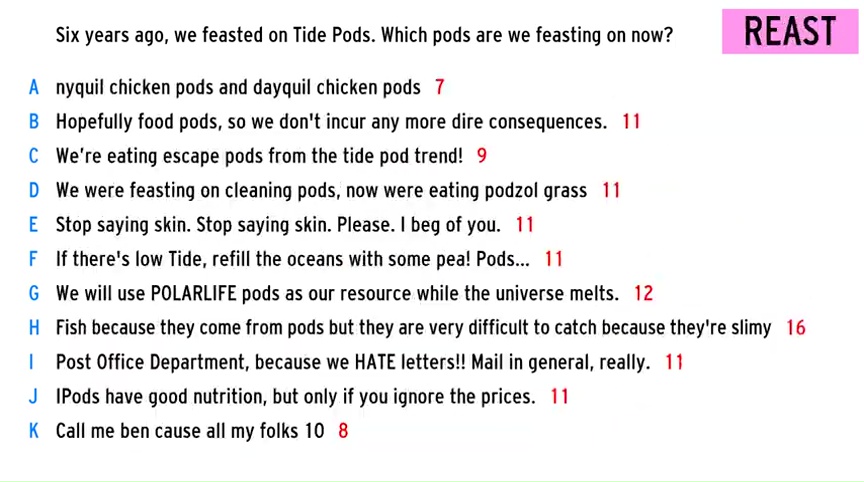 Six years ago, we feasted on Tide Pods. Which pods are we feasting on now?
REAST
A nyquil chicken pods and dayquil chicken pods 7
B Hopefully food pods, so we don't incur any more dire consequences. 11
C We're eating escape pods from the tide pod trend! 9
D We were feasting on cleaning pods, now were eating podzol grass 11
E Stop saying skin. Stop saying skin. Please. I beg of you. 11
F If there's low Tide, refill the oceans with some pea! Pods... 11
G We will use POLARLIFE pods as our resource while the universe melts. 12
H Fish because they come from pods but they are very difficult to catch because they're slimy 16
I Post Office Department, because we HATE letters!! Mail in general, really. 11
J IPods have good nutrition, but only if you ignore the prices. 11
K Call me ben cause all my folks 10 8